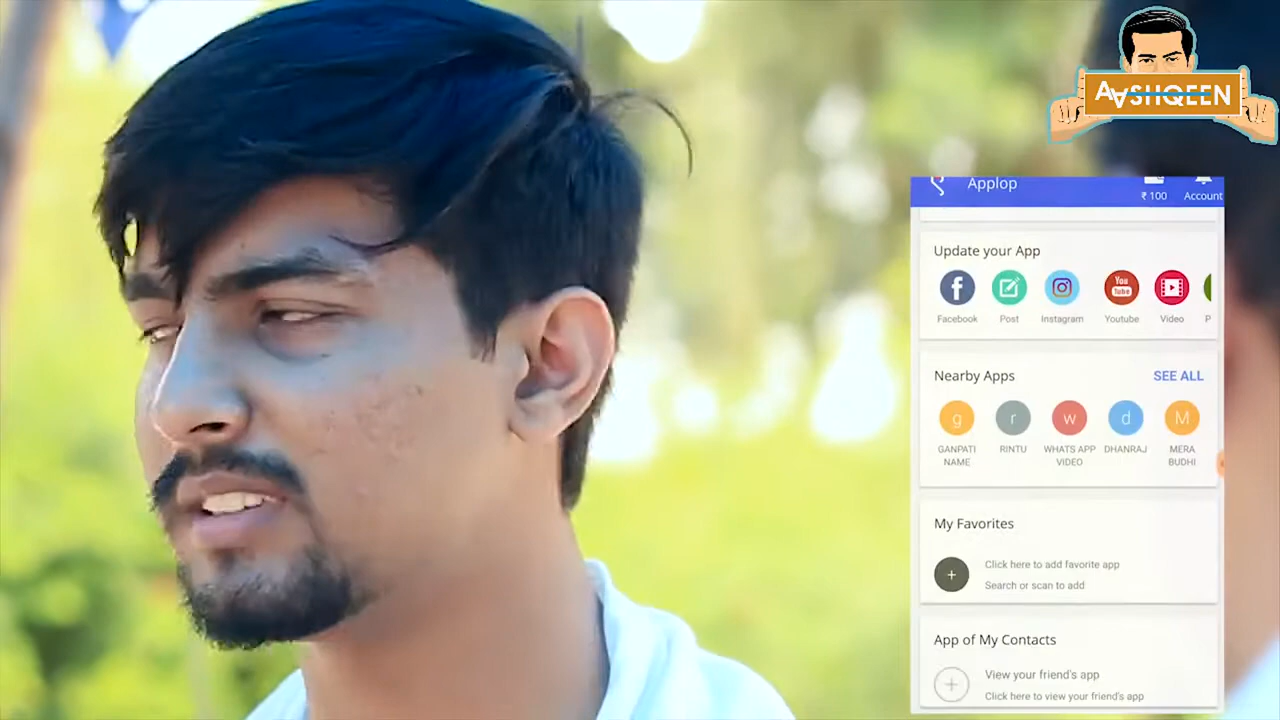 AASHQEEN
Applop
₹ 100
Account
Update your App
Facebook
Post
Instagram
You
Tube
Youtube
Video
P
Nearby Apps
SEE ALL
g
r
w
d
M
GANPATI
NAME
RINTU
WHATS APP
VIDEO
DHANRAJ
MERA
BUDHI
My Favorites
Click here to add favorite app
Search or scan to add
App of My Contacts
View your friend's app
Click here to view your friend's app